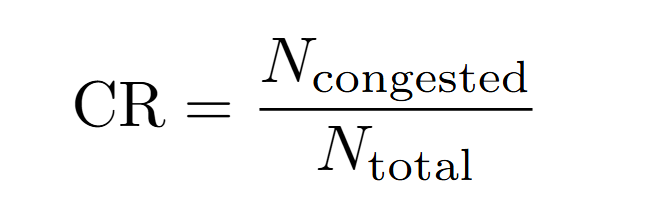 CR = N_congested / N_total